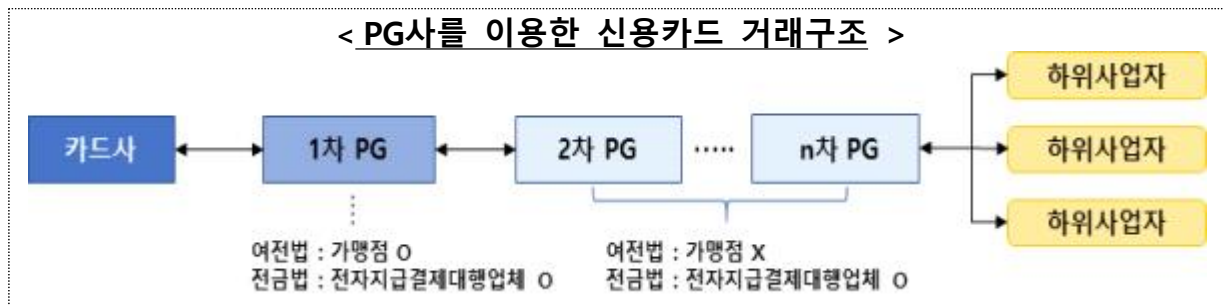 < PG사를 이용한 신용카드 거래구조 >
하위사업자
카드사
1차 PG
2차 PG
.....
n차 PG
하위사업자
하위사업자
여전법 : 가맹점 O
전금법 : 전자지급결제대행업체 O
여전법 : 가맹점 X
전금법 : 전자지급결제대행업체 O